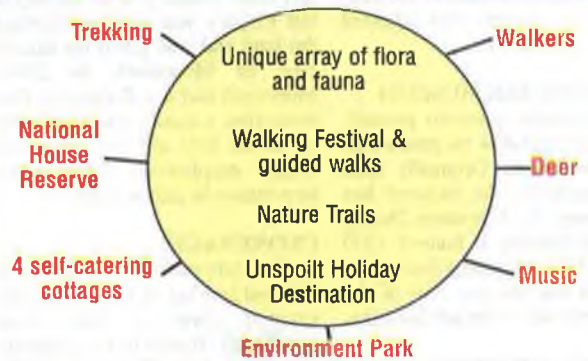 Trekking
Walkers
Unique array of flora
and fauna
National
House
Reserve
Walking Festival &
guided walks
Deer
Nature Trails
4 self-catering
cottages
Unspoilt Holiday
Destination
Music
Environment Park